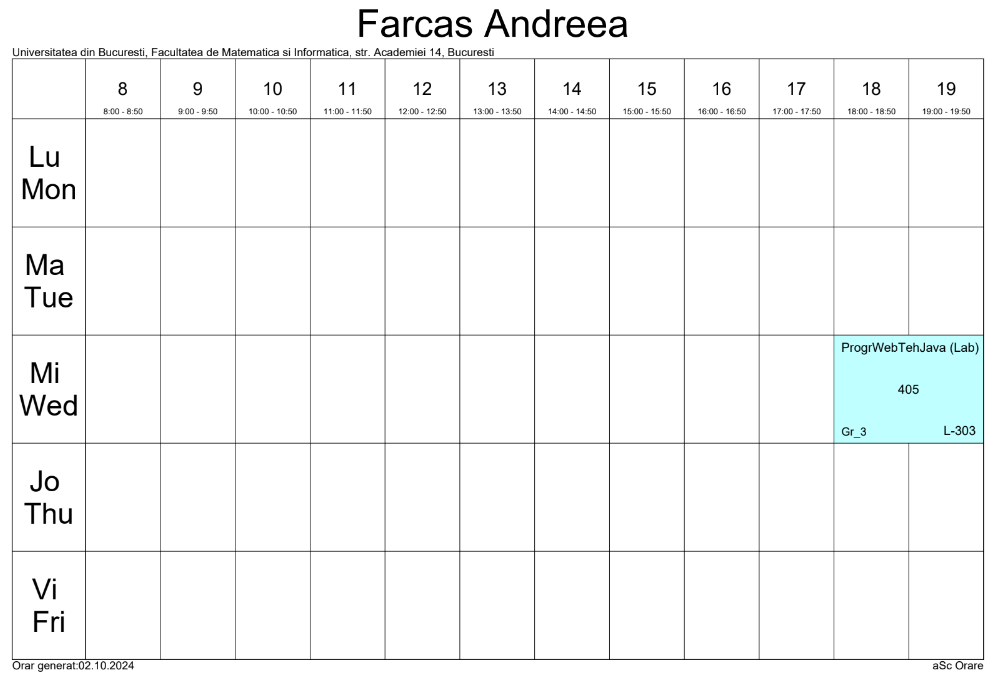 Farcas Andreea
Universitatea din Bucuresti, Facultatea de Matematica si Informatica, str. Academiei 14, Bucuresti
8 9 10 11 12 13 14 15 16 17 18 19
8:00 - 8:50 9:00 - 9:50 10:00 - 10:50 11:00 - 11:50 12:00 - 12:50 13:00 - 13:50 14:00 - 14:50 15:00 - 15:50 16:00 - 16:50 17:00 - 17:50 18:00 - 18:50 19:00 - 19:50
Lu
Mon
Ma
Tue
Mi
Wed
ProgrWebTehJava (Lab)
405
Gr_3 L-303
Jo
Thu
Vi
Fri
Orar generat:02.10.2024 aSc Orare